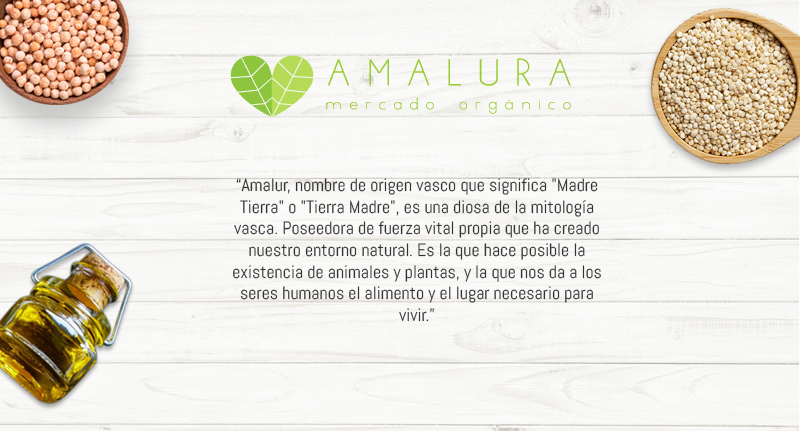 AMALURA
mercado orgánico
“Amalur, nombre de origen vasco que significa "Madre
Tierra" o "Tierra Madre", es una diosa de la mitología
vasca. Poseedora de fuerza vital propia que ha creado
nuestro entorno natural. Es la que hace posible la
existencia de animales y plantas, y la que nos da a los
seres humanos el alimento y el lugar necesario para
vivir.”